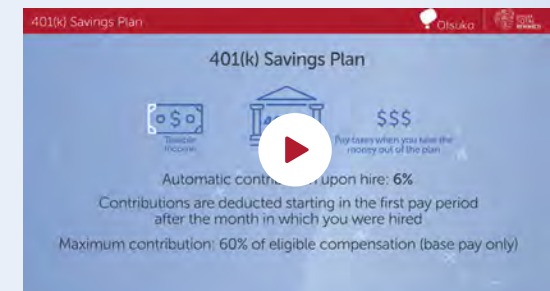 401(k) Savings Plan
Otsuka
TOTAL
REWARDS
401(k) Savings Plan
$
$$$
Taxable
Income
Pay taxes when you take the
money out of the plan
Automatic upon hire: 6%
Contributions are deducted starting in the first pay period
after the month in which you were hired
Maximum contribution: 60% of eligible compensation (base pay only)